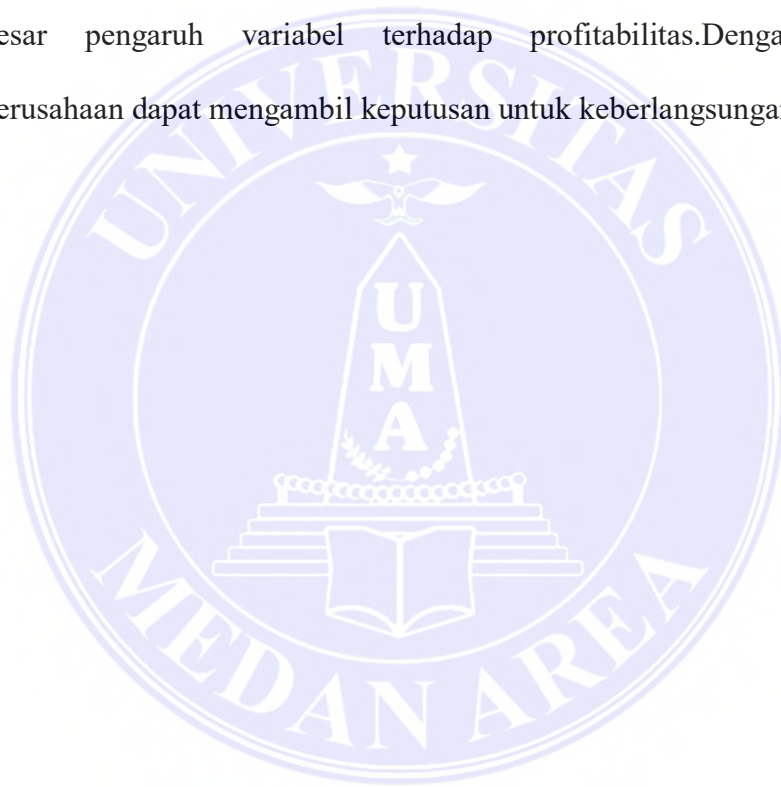 esar pengaruh variabel terhadap profitabilitas.Denga
erusahaan dapat mengambil keputusan untuk keberlangsungan
UNIVERSITAS
U
M
A
MEDAN AREA